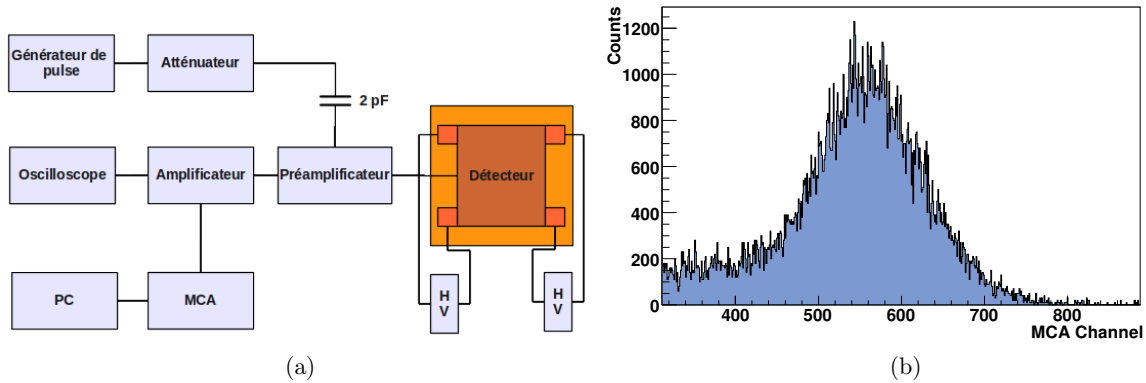 Générateur de
pulse
Atténuateur
2 pF
Oscilloscope
Amplificateur
Préamplificateur
Détecteur
PC
MCA
H
V
H
V
(a)
Counts
1200
1000
800
600
400
200
0
400
500
600
700
800
MCA Channel
(b)